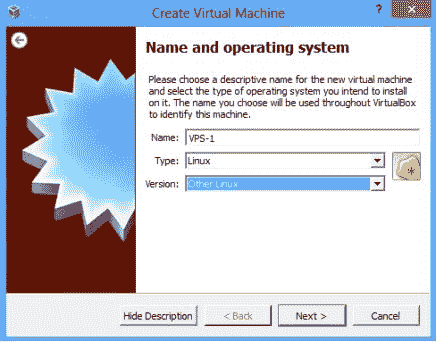 Create Virtual Machine
?
Name and operating system
Please choose a descriptive name for the new virtual machine
and select the type of operating system you intend to install
on it. The name you choose will be used throughout VirtualBox
to identify this machine.
Name: VPS-1
Type: Linux
Version: Other Linux
Hide Description < Back Next > Cancel